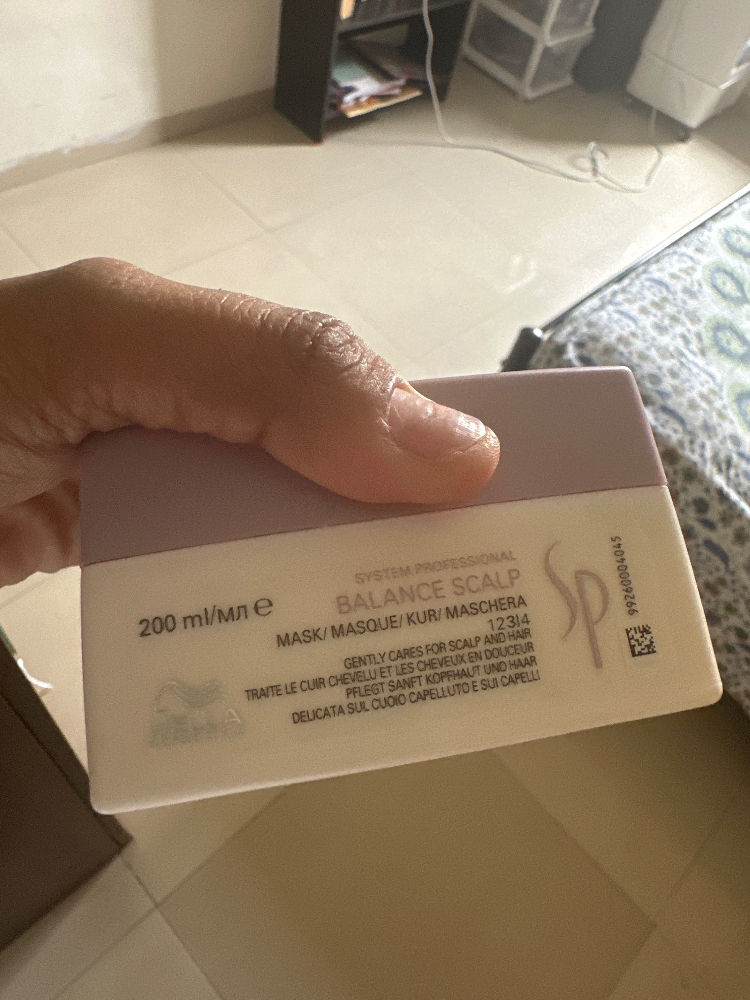 200 ml/мл ℮
SYSTEM PROFESSIONAL
BALANCE SCALP
MASK/ MASQUE/ KUR/ MASCHERA
123|4
GENTLY CARES FOR SCALP AND HAIR
TRAITE LE CUIR CHEVELU ET LES CHEVEUX EN DOUCEUR
PFLEGT SANFT KOPFHAUT UND HAAR
DELICATA SUL CUOIO CAPELLUTO E SUI CAPELLI
Sp
99260004045